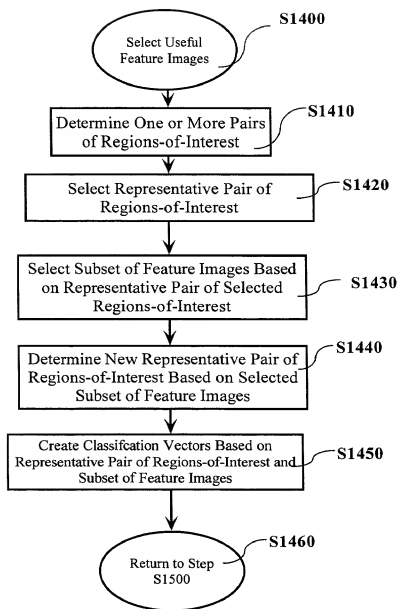 S1400
Select Useful
Feature Images
S1410
Determine One or More Pairs
of Regions-of-Interest
S1420
Select Representative Pair of
Regions-of-Interest
Select Subset of Feature Images Based
on Representative Pair of Selected
Regions-of-Interest
S1430
S1440
Determine New Representative Pair of
Regions-of-Interest Based on Selected
Subset of Feature Images
Create Classifcation Vectors Based on
Representative Pair of Regions-of-Interest and
Subset of Feature Images
S1450
S1460
Return to Step
S1500